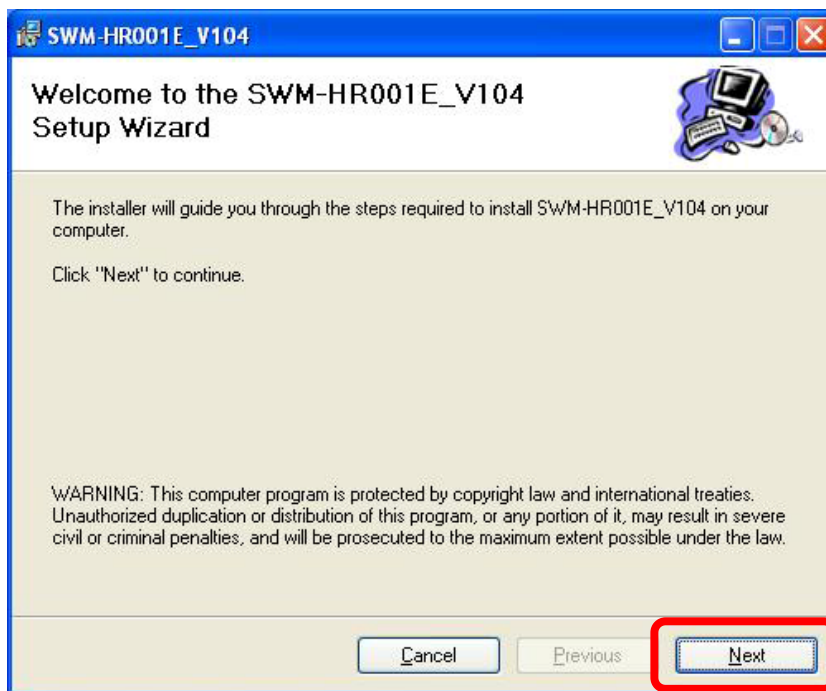 SWM-HR001E_V104
Welcome to the SWM-HR001E_V104
Setup Wizard
The installer will guide you through the steps required to install SWM-HR001E_V104 on your
computer.
Click "Next" to continue.
WARNING: This computer program is protected by copyright law and international treaties.
Unauthorized duplication or distribution of this program, or any portion of it, may result in severe
civil or criminal penalties, and will be prosecuted to the maximum extent possible under the law.
Cancel Previous Next